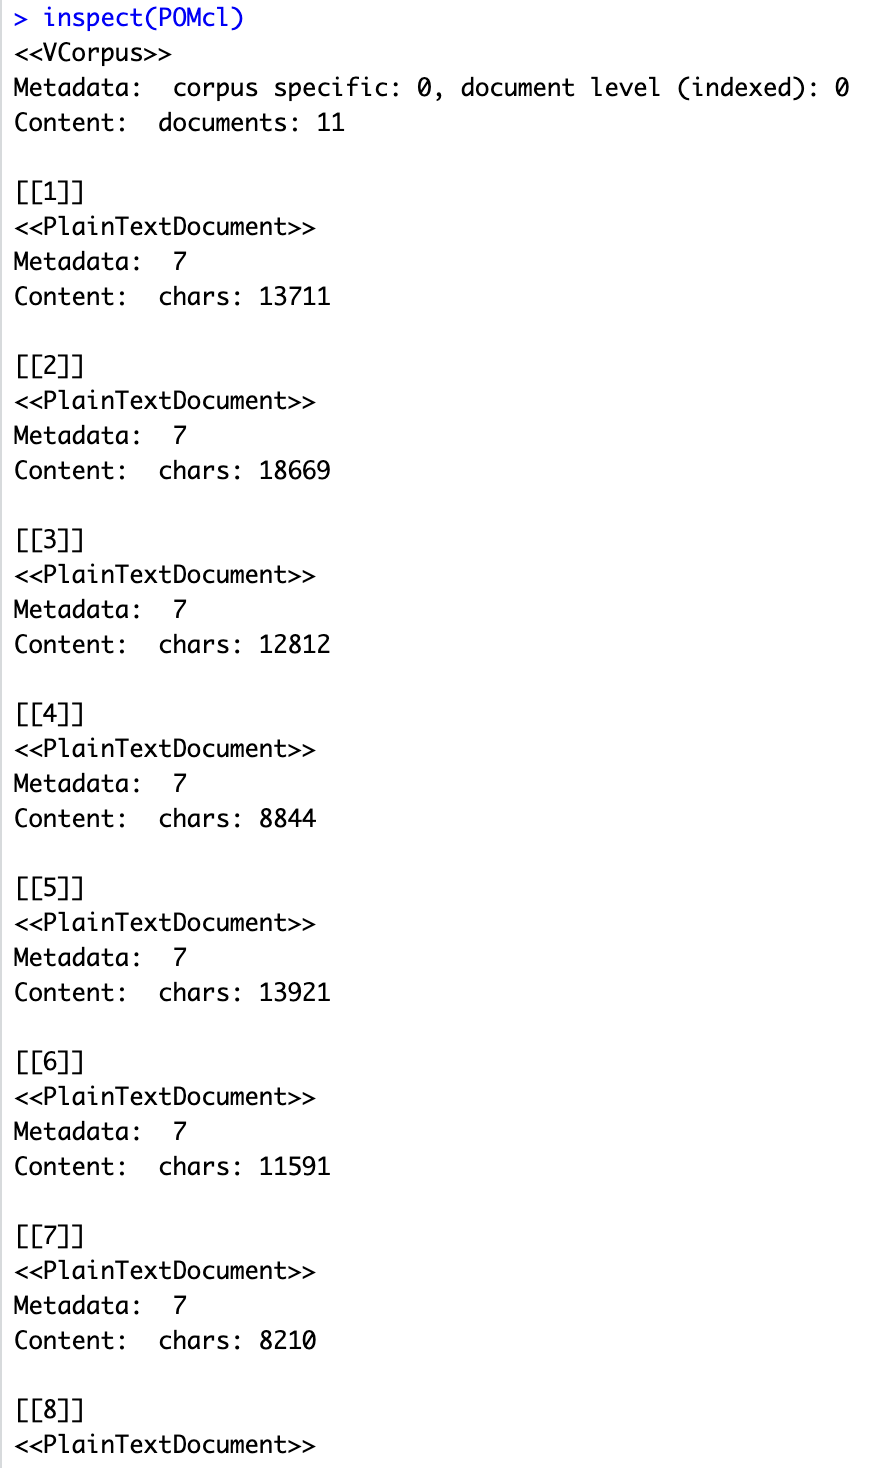 > inspect(POMcl)
<<VCorpus>>
Metadata:  corpus specific: 0, document level (indexed): 0
Content:  documents: 11

[[1]]
<<PlainTextDocument>>
Metadata:  7
Content:  chars: 13711

[[2]]
<<PlainTextDocument>>
Metadata:  7
Content:  chars: 18669

[[3]]
<<PlainTextDocument>>
Metadata:  7
Content:  chars: 12812

[[4]]
<<PlainTextDocument>>
Metadata:  7
Content:  chars: 8844

[[5]]
<<PlainTextDocument>>
Metadata:  7
Content:  chars: 13921

[[6]]
<<PlainTextDocument>>
Metadata:  7
Content:  chars: 11591

[[7]]
<<PlainTextDocument>>
Metadata:  7
Content:  chars: 8210

[[8]]
<<PlainTextDocument>>